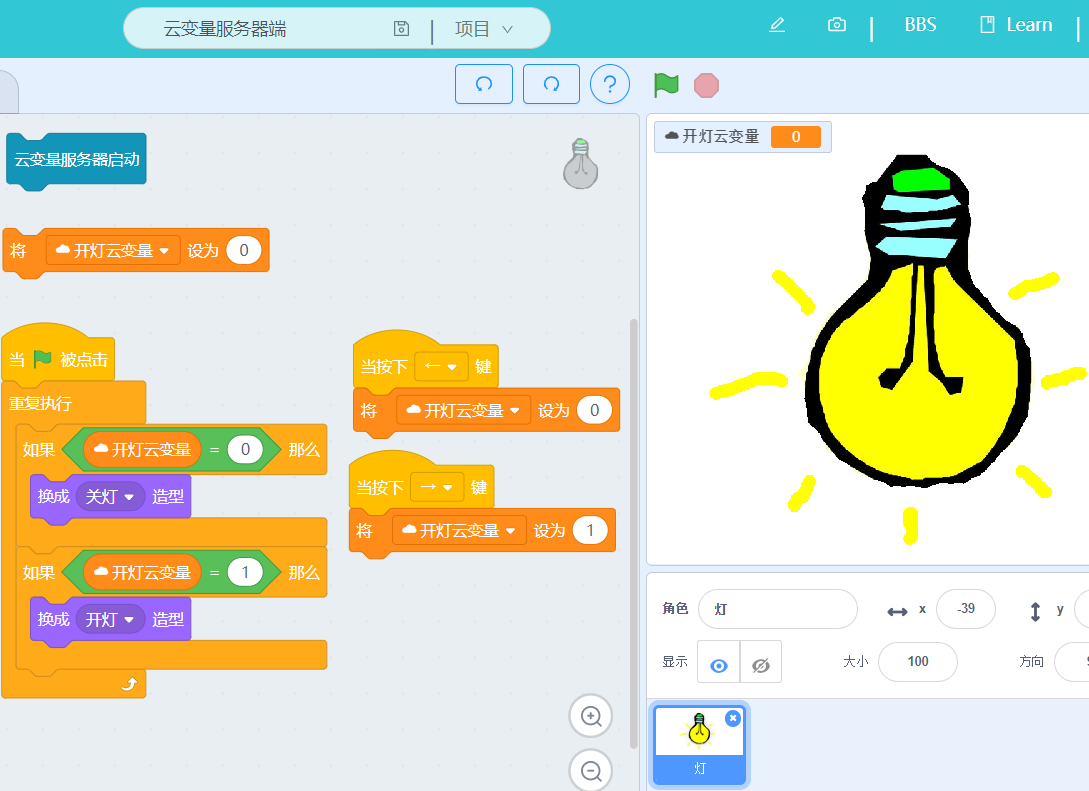 云变量服务器端 项目 BBS Learn
?
开灯云变量 0
云变量服务器启动
将 开灯云变量 设为 0
当 被点击
重复执行
如果 开灯云变量 = 0 那么
换成 关灯 造型
如果 开灯云变量 = 1 那么
换成 开灯 造型
当按下 ← 键
将 开灯云变量 设为 0
当按下 → 键
将 开灯云变量 设为 1
角色 灯 x -39 y
显示 大小 100 方向
灯